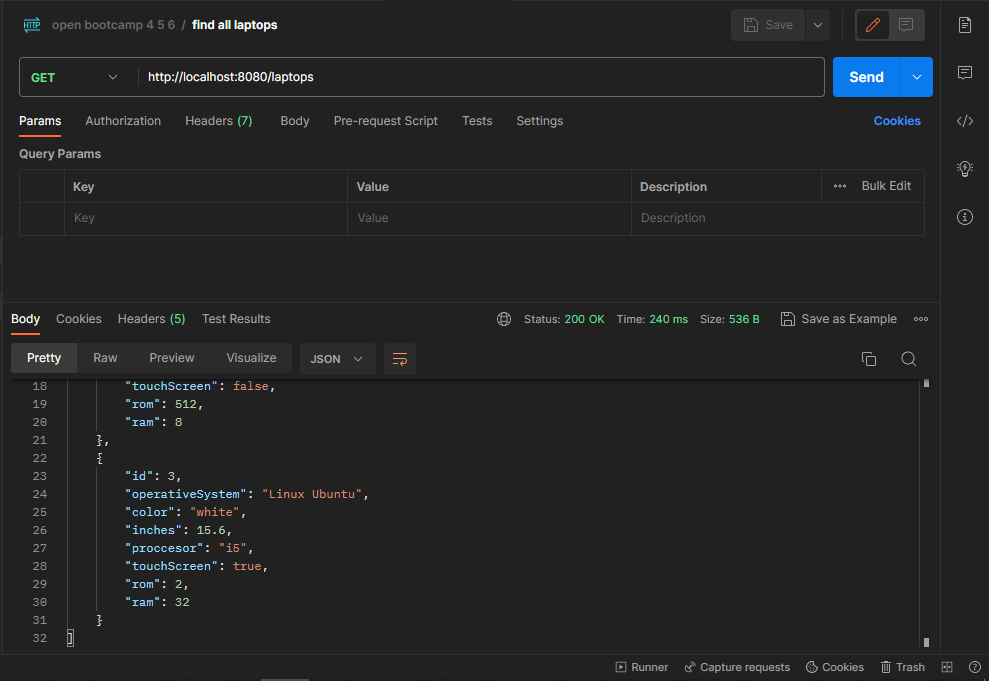 HTTP open bootcamp 4 5 6 / find all laptops Save
GET http://localhost:8080/laptops Send
Params Authorization Headers (7) Body Pre-request Script Tests Settings Cookies
Query Params
Key Value Description ••• Bulk Edit
Key Value Description
Body Cookies Headers (5) Test Results Status: 200 OK Time: 240 ms Size: 536 B Save as Example
Pretty Raw Preview Visualize JSON
18 "touchScreen": false,
19 "rom": 512,
20 "ram": 8
21 },
22 {
23 "id": 3,
24 "operativeSystem": "Linux Ubuntu",
25 "color": "white",
26 "inches": 15.6,
27 "proccesor": "i5",
28 "touchScreen": true,
29 "rom": 2,
30 "ram": 32
31 }
32 ]
Runner Capture requests Cookies Trash